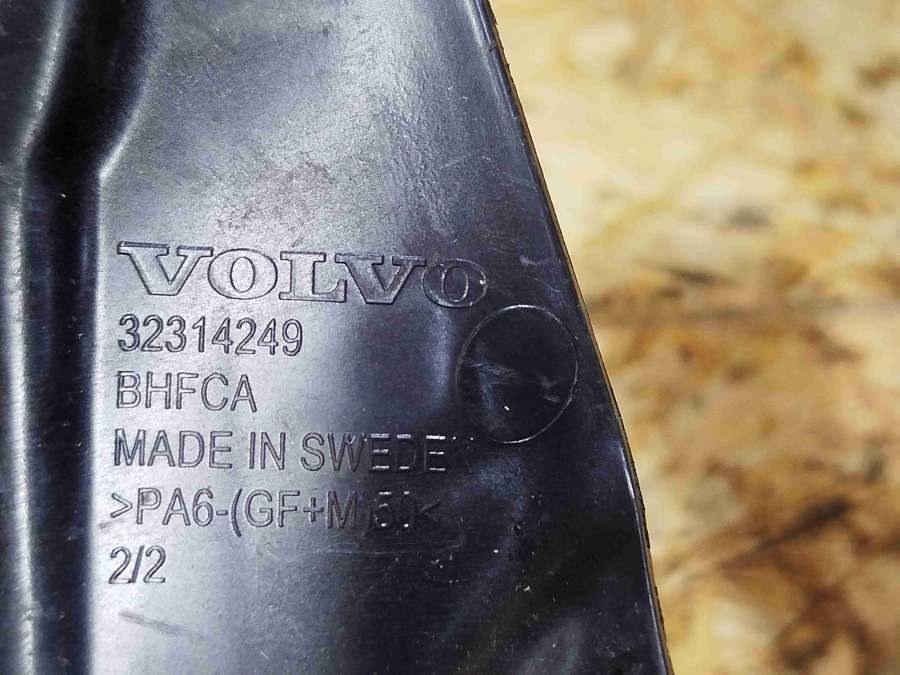 VOLVO
32314249
BHFCA
MADE IN SWEDEN
>PA6-(GF+M)50<
2/2